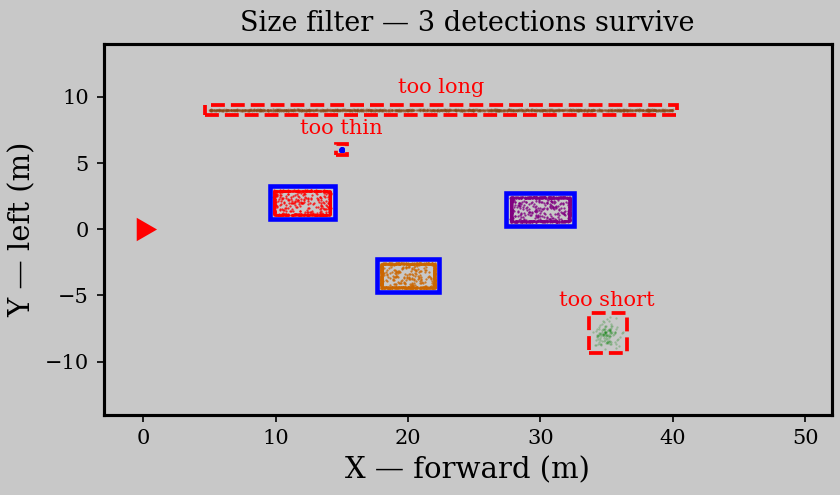 Size filter — 3 detections survive
too long
too thin
too short
10
5
0
−5
−10
Y — left (m)
0
10
20
30
40
50
X — forward (m)